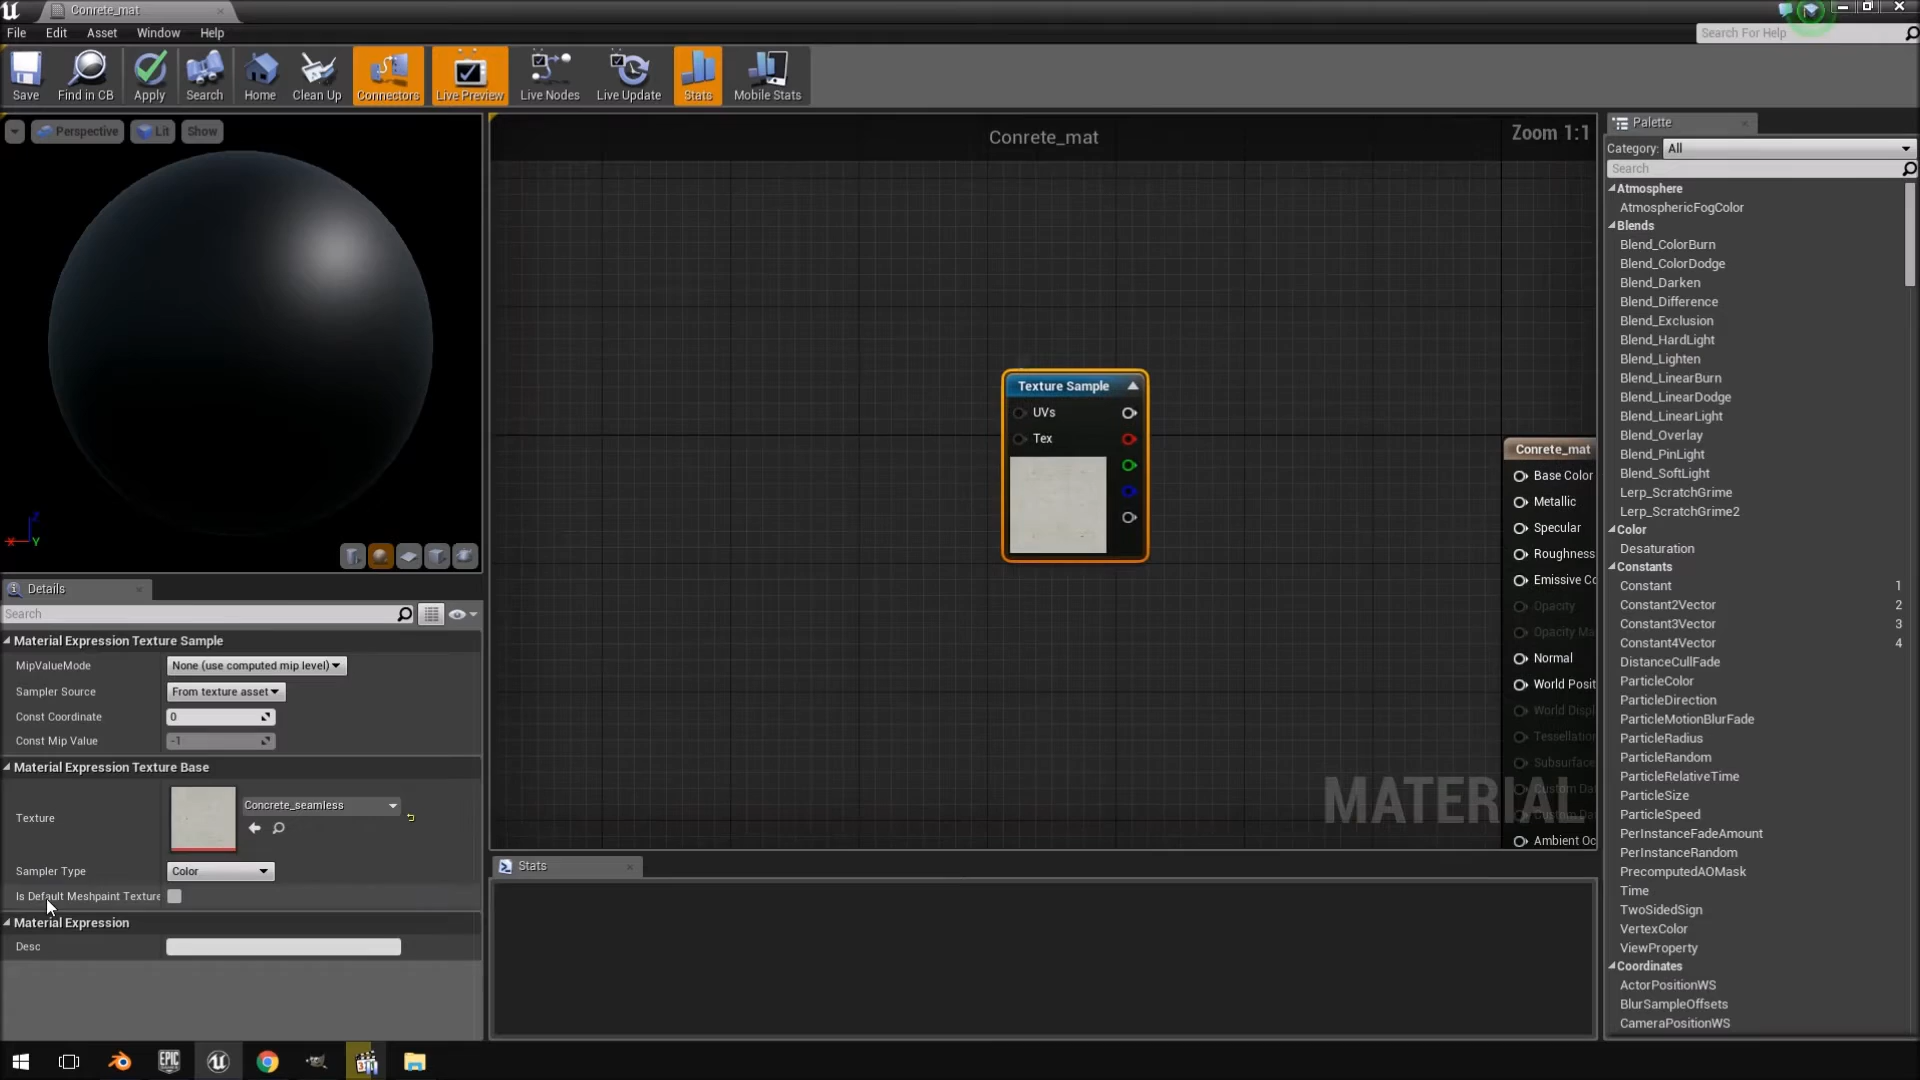 Conrete_mat
File Edit Asset Window Help
Search For Help
Save Find in CB Apply Search Home Clean Up Connectors Live Preview Live Nodes Live Update Stats Mobile Stats
Perspective Lit Show
Conrete_mat
Zoom 1:1
Texture Sample
UVs
Tex
Conrete_mat
Base Color
Metallic
Specular
Roughness
Emissive Co
Opacity
Opacity Ma
Normal
World Posit
World Displ
Tessellation
Subsurface
Custom Da
Ambient Oc
MATERIAL
Details
Search
Material Expression Texture Sample
MipValueMode None (use computed mip level)
Sampler Source From texture asset
Const Coordinate 0
Const Mip Value -1
Material Expression Texture Base
Texture Concrete_seamless
Sampler Type Color
Is Default Meshpaint Texture
Material Expression
Desc
Stats
Palette
Category: All
Search
Atmosphere
AtmosphericFogColor
Blends
Blend_ColorBurn
Blend_ColorDodge
Blend_Darken
Blend_Difference
Blend_Exclusion
Blend_HardLight
Blend_Lighten
Blend_LinearBurn
Blend_LinearDodge
Blend_LinearLight
Blend_Overlay
Blend_PinLight
Blend_SoftLight
Lerp_ScratchGrime
Lerp_ScratchGrime2
Color
Desaturation
Constants
Constant 1
Constant2Vector 2
Constant3Vector 3
Constant4Vector 4
DistanceCullFade
ParticleColor
ParticleDirection
ParticleMotionBlurFade
ParticleRadius
ParticleRandom
ParticleRelativeTime
ParticleSize
ParticleSpeed
PerInstanceFadeAmount
PerInstanceRandom
PrecomputedAOMask
Time
TwoSidedSign
VertexColor
ViewProperty
Coordinates
ActorPositionWS
BlurSampleOffsets
CameraPositionWS
EPIC